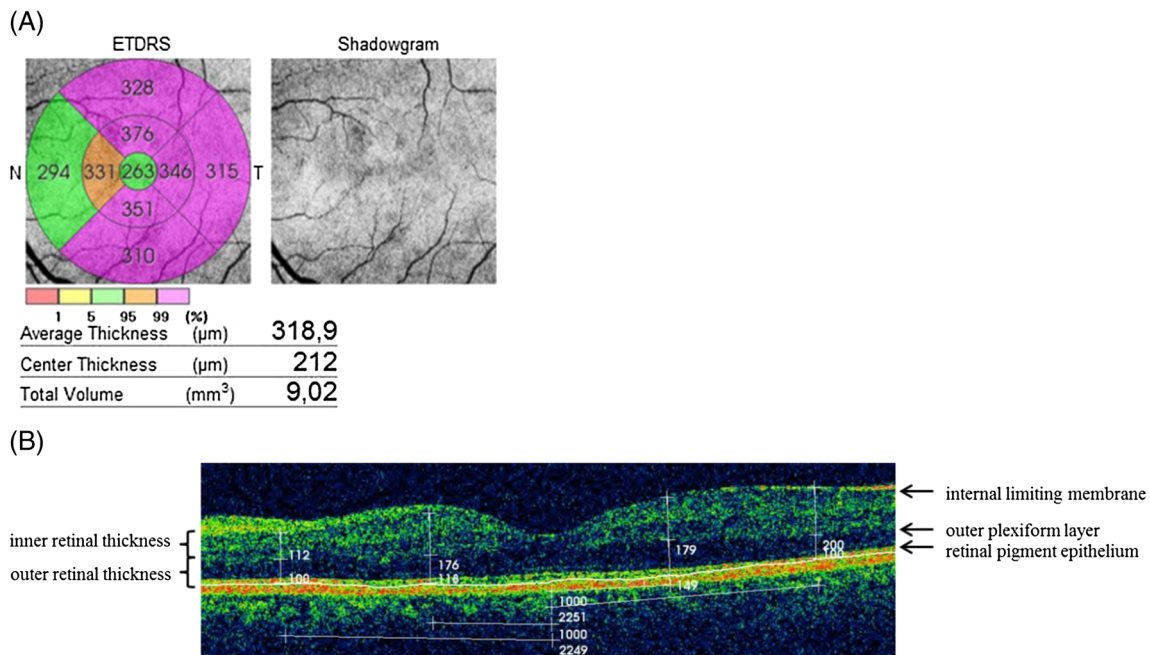 (A)
ETDRS
Shadowgram
328
376
N 294 331 263 346 315 T
351
310
1 5 95 99 (%)
Average Thickness (µm) 318,9
Center Thickness (µm) 212
Total Volume (mm³) 9,02
(B)
internal limiting membrane
outer plexiform layer
retinal pigment epithelium
inner retinal thickness
outer retinal thickness
112
100
176
118
179
149
200
100
1000
2251
1000
2249